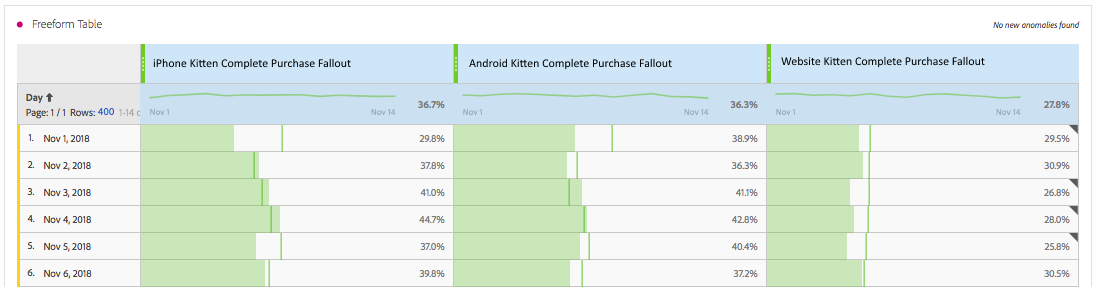 Freeform Table
No new anomalies found
iPhone Kitten Complete Purchase Fallout Android Kitten Complete Purchase Fallout Website Kitten Complete Purchase Fallout
Day ↑
Page: 1 / 1 Rows: 400 1-14 o
Nov 1 Nov 14 36.7% Nov 1 Nov 14 36.3% Nov 1 Nov 14 27.8%
1. Nov 1, 2018 29.8% 38.9% 29.5%
2. Nov 2, 2018 37.8% 36.3% 30.9%
3. Nov 3, 2018 41.0% 41.1% 26.8%
4. Nov 4, 2018 44.7% 42.8% 28.0%
5. Nov 5, 2018 37.0% 40.4% 25.8%
6. Nov 6, 2018 39.8% 37.2% 30.5%